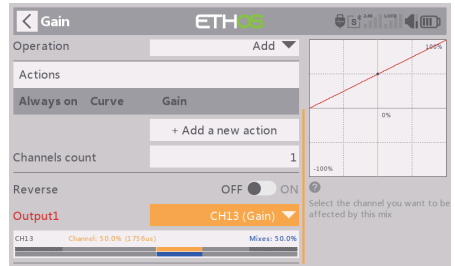 Gain
ETHOS
Operation
Add
100%
Actions
Always on Curve Gain
0%
+ Add a new action
Channels count
1
-100%
Reverse
OFF ON
?
Select the channel you want to be
affected by this mix
Output1
CH13 (Gain)
CH13 Channel: 50.0% (1756us) Mixes: 50.0%